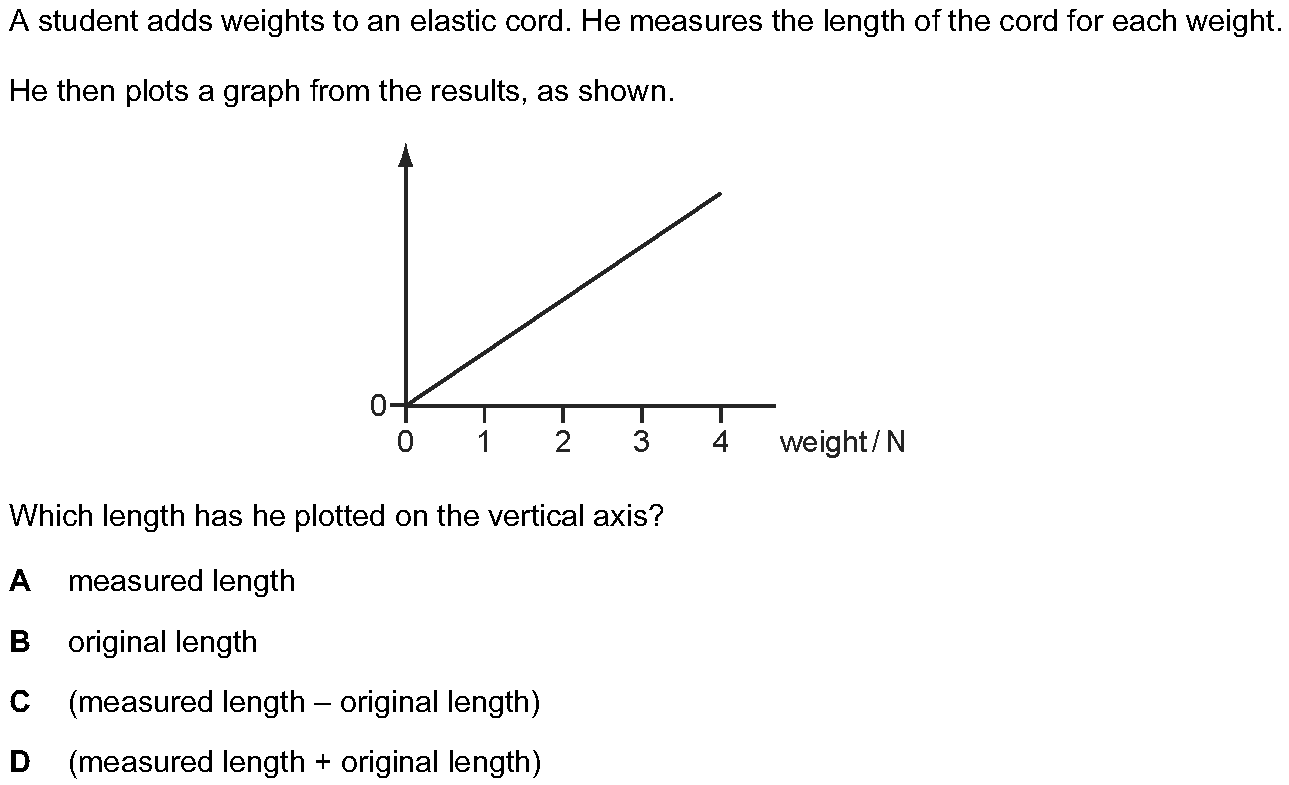 A student adds weights to an elastic cord. He measures the length of the cord for each weight.
He then plots a graph from the results, as shown.
0
0 1 2 3 4 weight / N
Which length has he plotted on the vertical axis?
A measured length
B original length
C (measured length – original length)
D (measured length + original length)